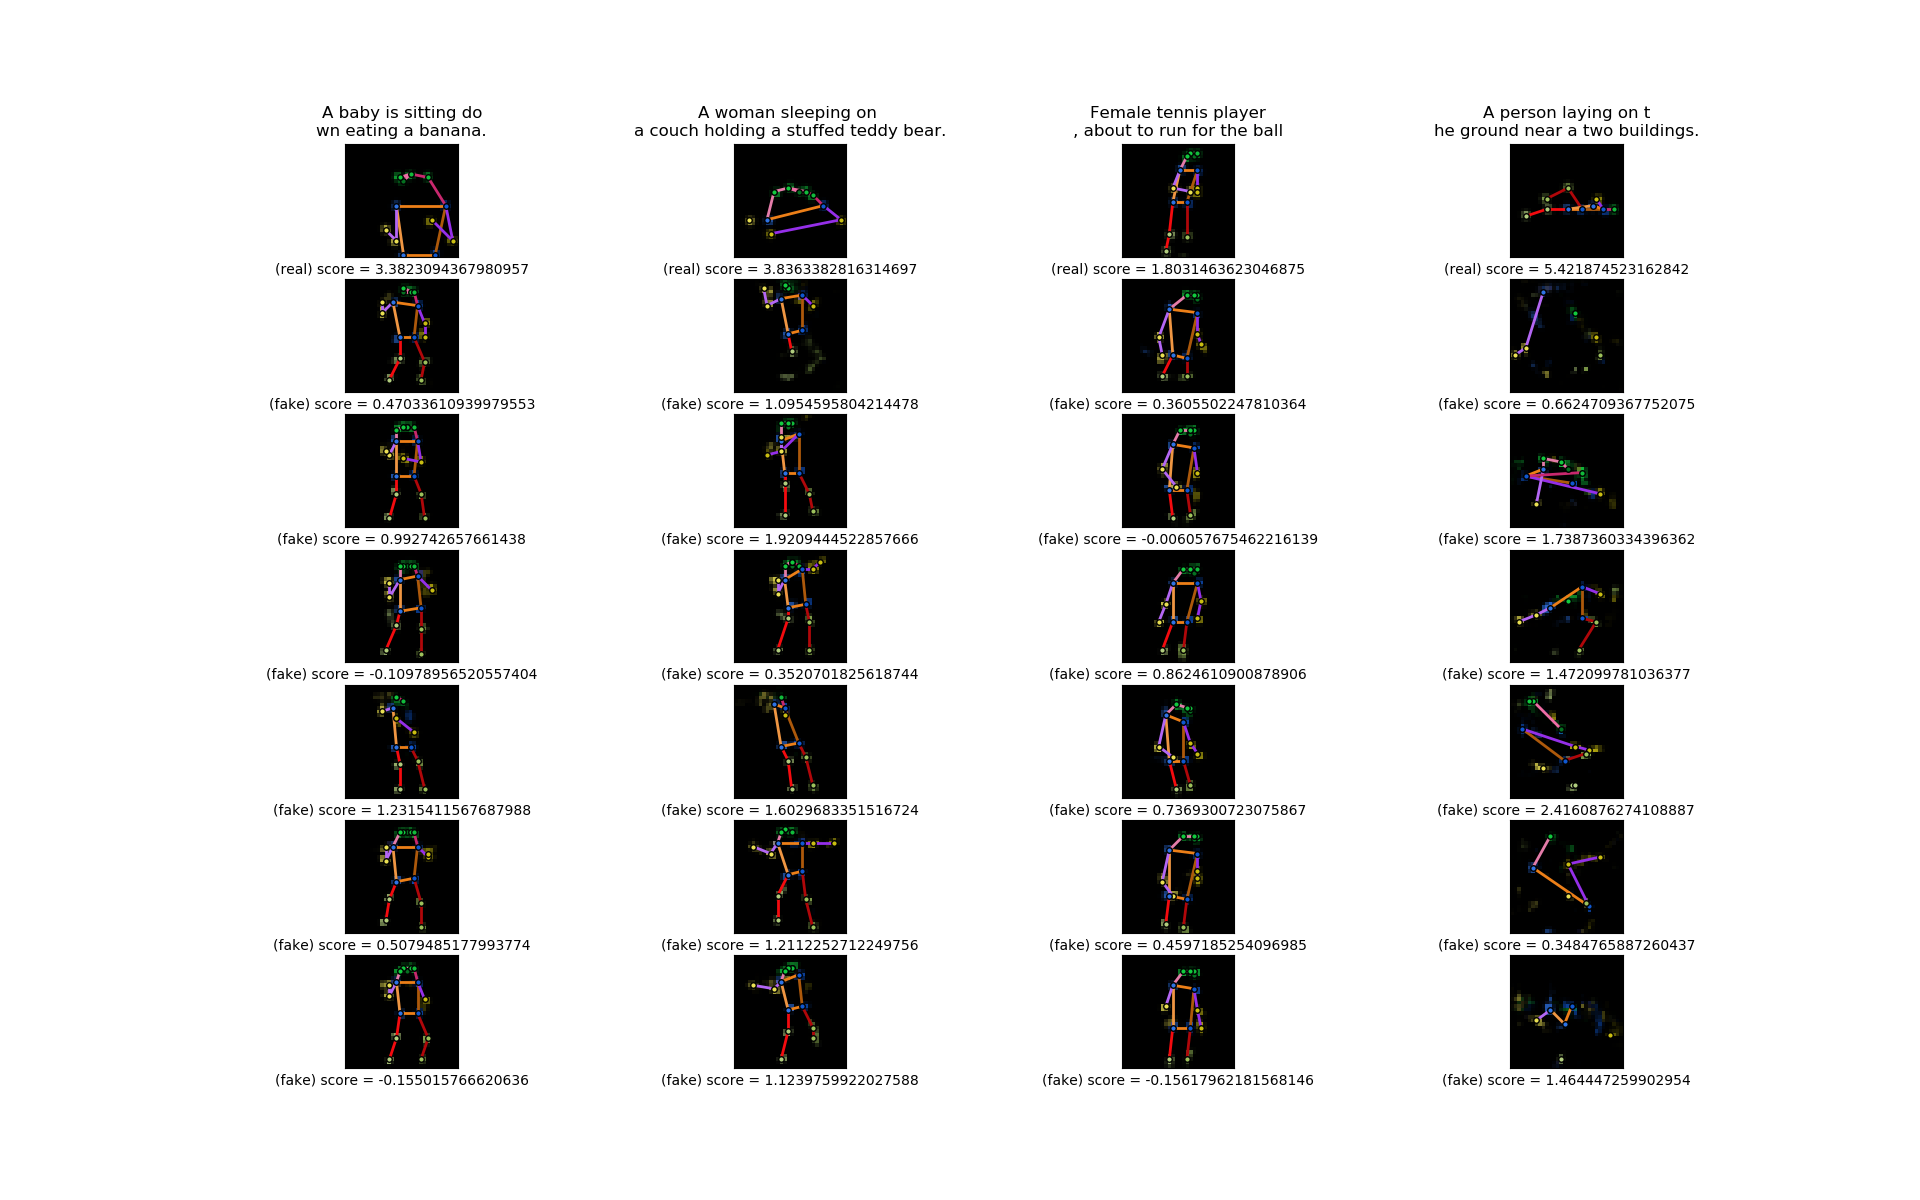 A baby is sitting do
wn eating a banana.
A woman sleeping on
a couch holding a stuffed teddy bear.
Female tennis player
, about to run for the ball
A person laying on t
he ground near a two buildings.
(real) score = 3.3823094367980957
(real) score = 3.8363382816314697
(real) score = 1.8031463623046875
(real) score = 5.421874523162842
(fake) score = 0.47033610939979553
(fake) score = 1.0954595804214478
(fake) score = 0.3605502247810364
(fake) score = 0.6624709367752075
(fake) score = 0.992742657661438
(fake) score = 1.9209444522857666
(fake) score = -0.006057675462216139
(fake) score = 1.7387360334396362
(fake) score = -0.10978956520557404
(fake) score = 0.3520701825618744
(fake) score = 0.8624610900878906
(fake) score = 1.472099781036377
(fake) score = 1.2315411567687988
(fake) score = 1.6029683351516724
(fake) score = 0.7369300723075867
(fake) score = 2.4160876274108887
(fake) score = 0.5079485177993774
(fake) score = 1.2112252712249756
(fake) score = 0.4597185254096985
(fake) score = 0.3484765887260437
(fake) score = -0.155015766620636
(fake) score = 1.1239759922027588
(fake) score = -0.15617962181568146
(fake) score = 1.464447259902954